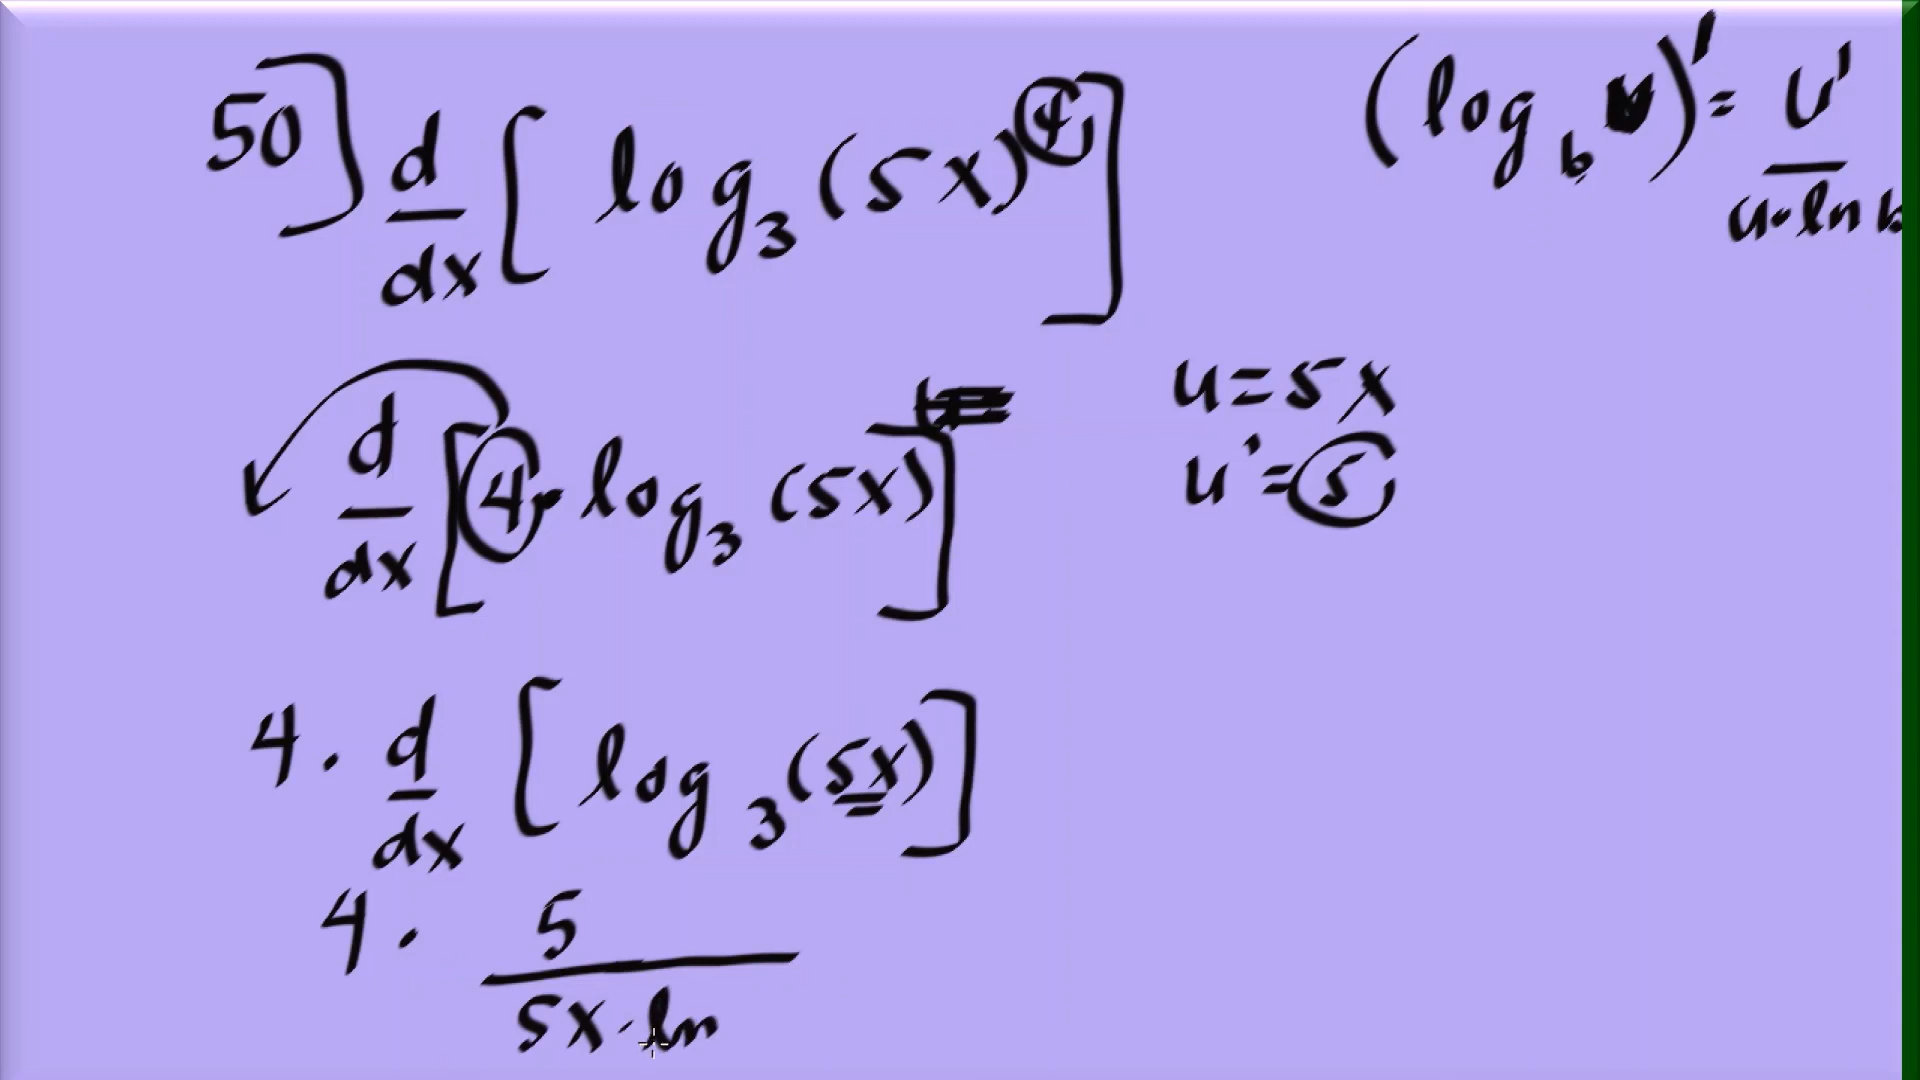 50] d/dx [log₃(5x)⁴]
(log_b u)' = u'/(u·ln b)
d/dx [4·log₃(5x)]
u=5x
u'=5
4· d/dx [log₃(5x)]
4· 5/(5x·ln